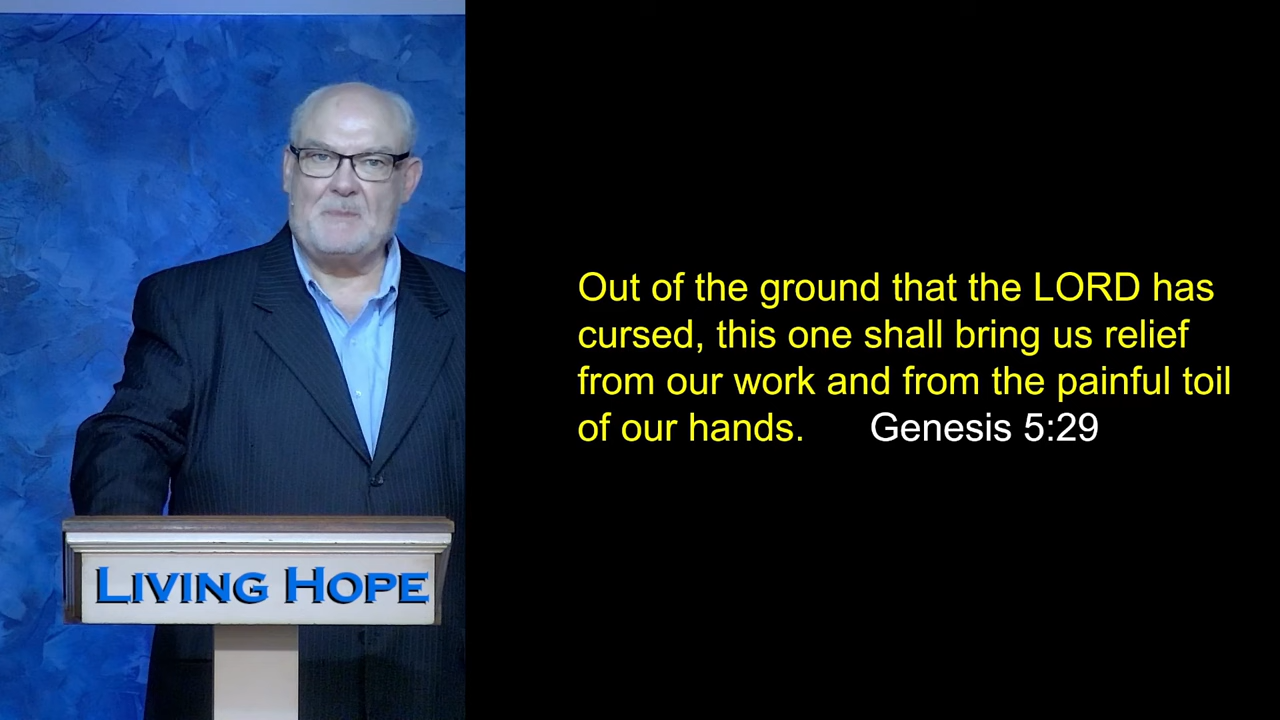 Out of the ground that the LORD has
cursed, this one shall bring us relief
from our work and from the painful toil
of our hands. Genesis 5:29
LIVING HOPE